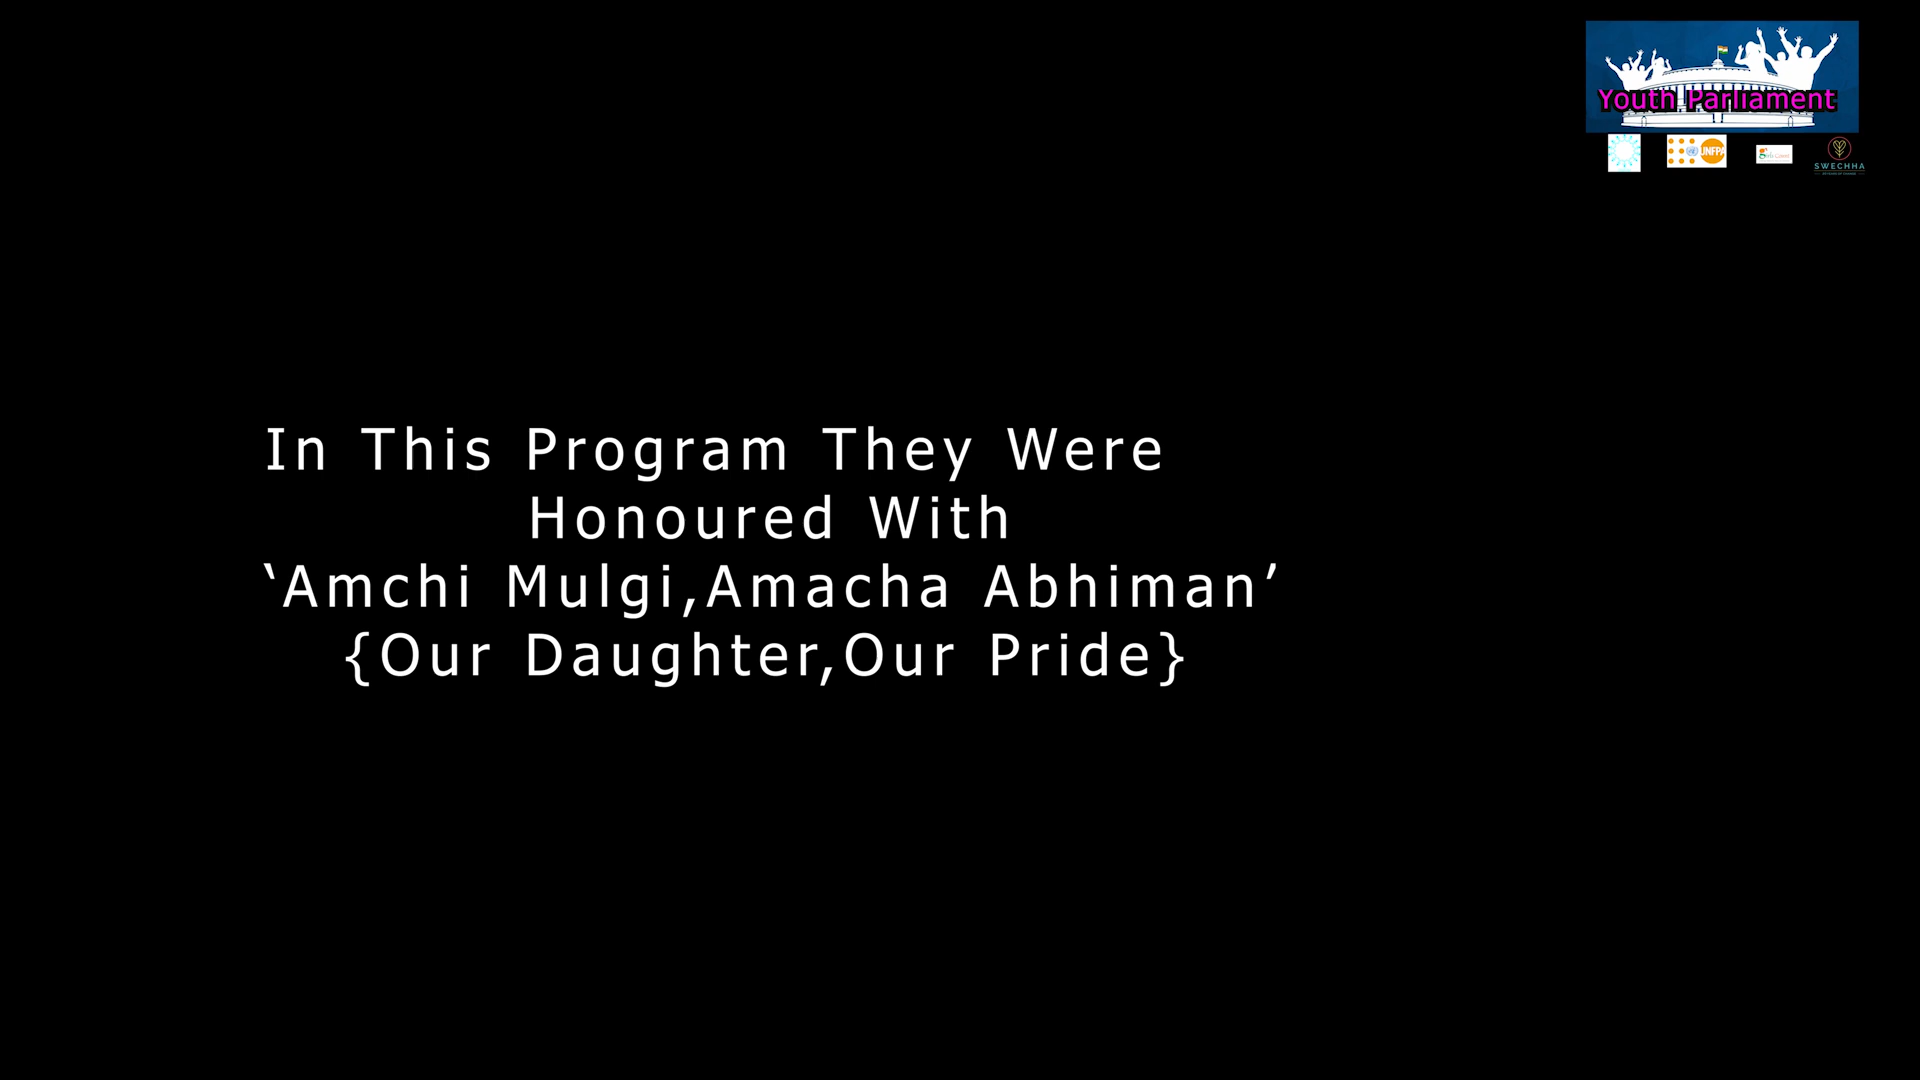 Youth Parliament
UNFPA
SWECHHA
In This Program They Were
Honoured With
‘Amchi Mulgi,Amacha Abhiman’
{Our Daughter,Our Pride}